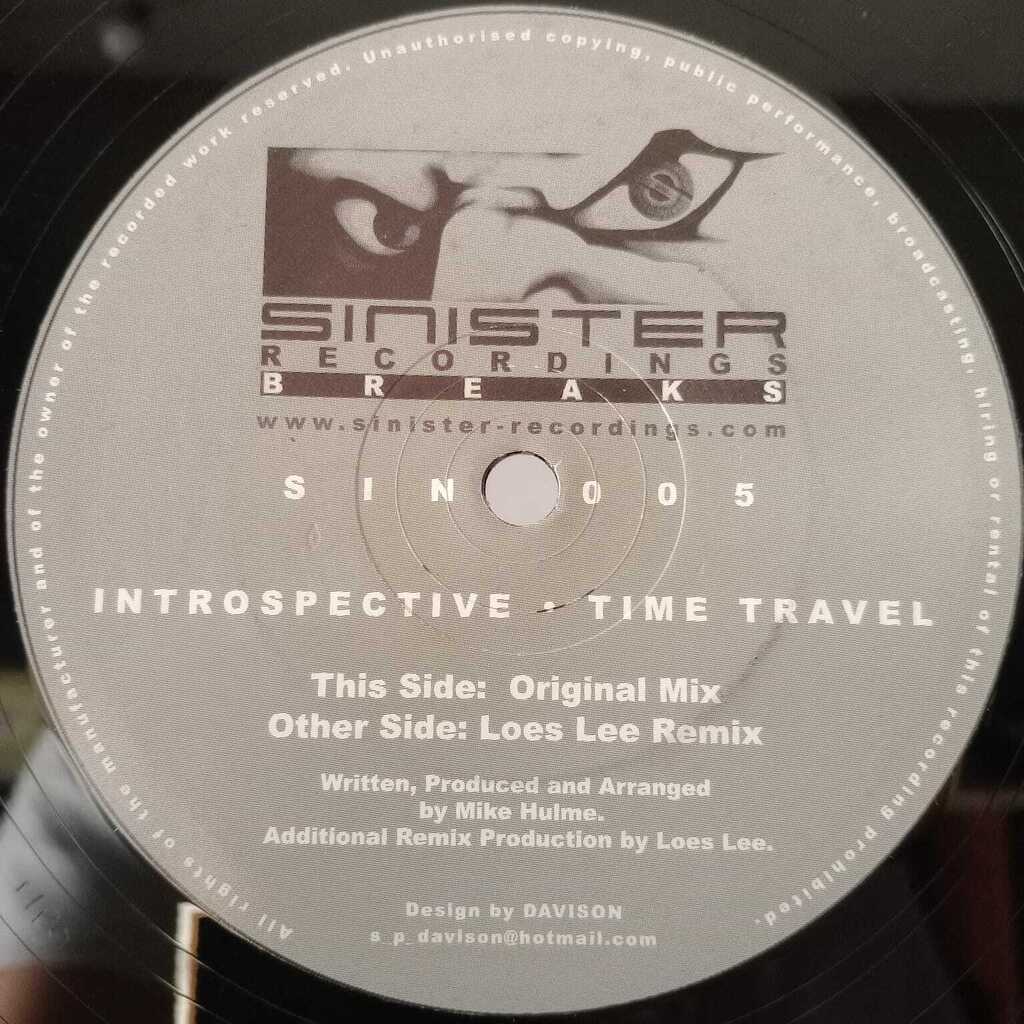 All rights of the manufacturer and of the owner of the recorded work reserved. Unauthorised copying, public performance, broadcasting, hiring or rental of this recording prohibited.
SINISTER
RECORDINGS
BREAKS
www.sinister-recordings.com
SIN005
INTROSPECTIVE · TIME TRAVEL
This Side: Original Mix
Other Side: Loes Lee Remix
Written, Produced and Arranged
by Mike Hulme.
Additional Remix Production by Loes Lee.
Design by DAVISON
s_p_davison@hotmail.com